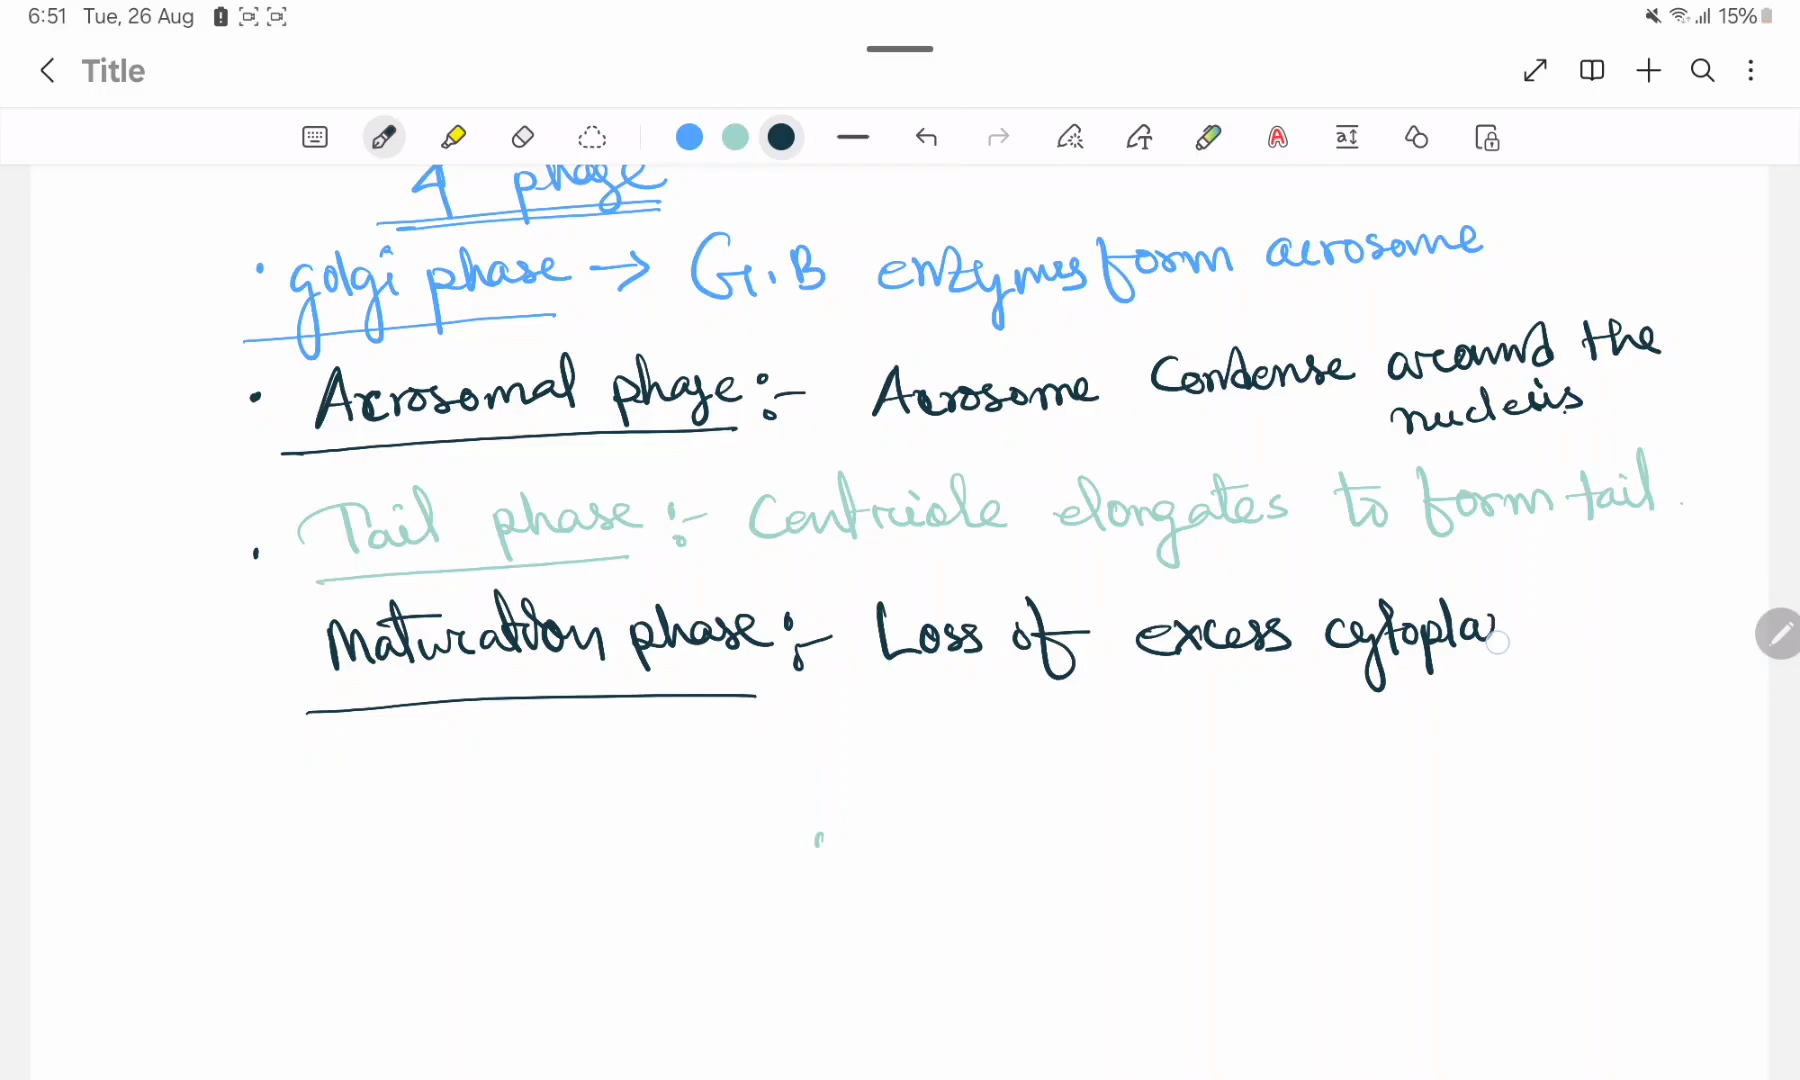 6:51 Tue, 26 Aug 15%
Title
4 phase
• golgi phase → G.B enzymes form acrosome
• Acrosomal phase :- Acrosome Condense around the
nucleus
• Tail phase :- Centriole elongates to form tail.
Maturation phase :- Loss of excess cytopla